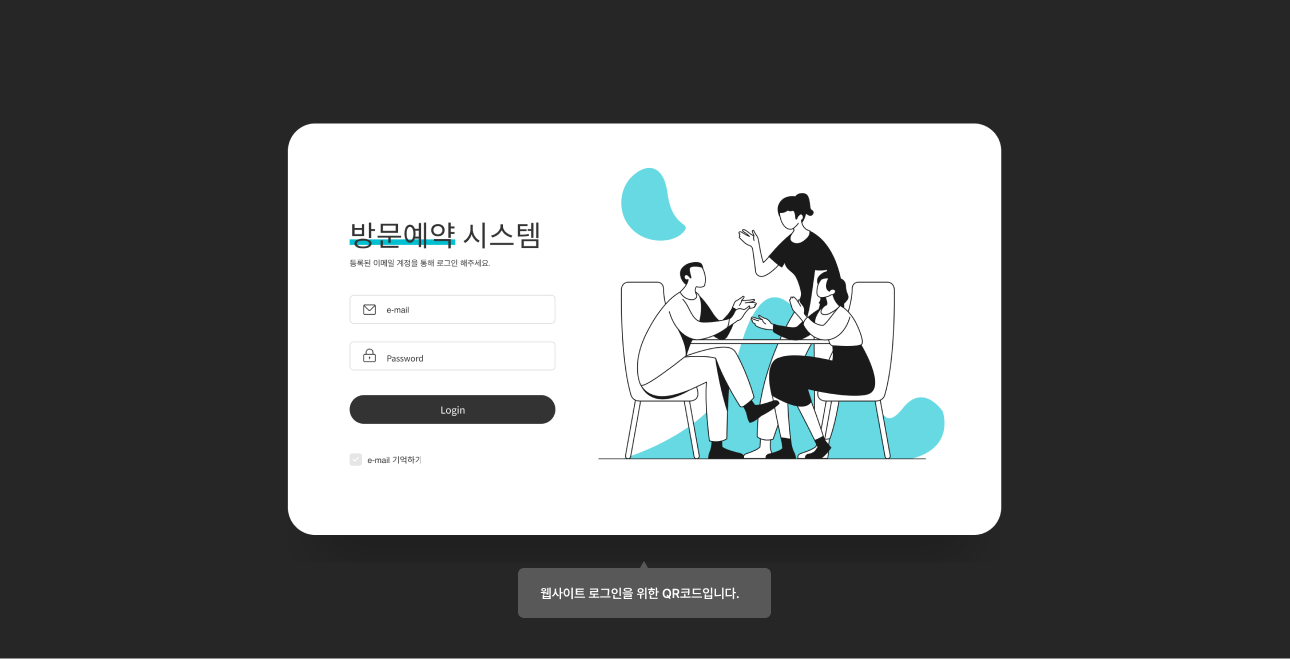 방문예약 시스템
등록된 이메일 계정을 통해 로그인 해주세요.
e-mail
Password
Login
e-mail 기억하기
웹사이트 로그인을 위한 QR코드입니다.